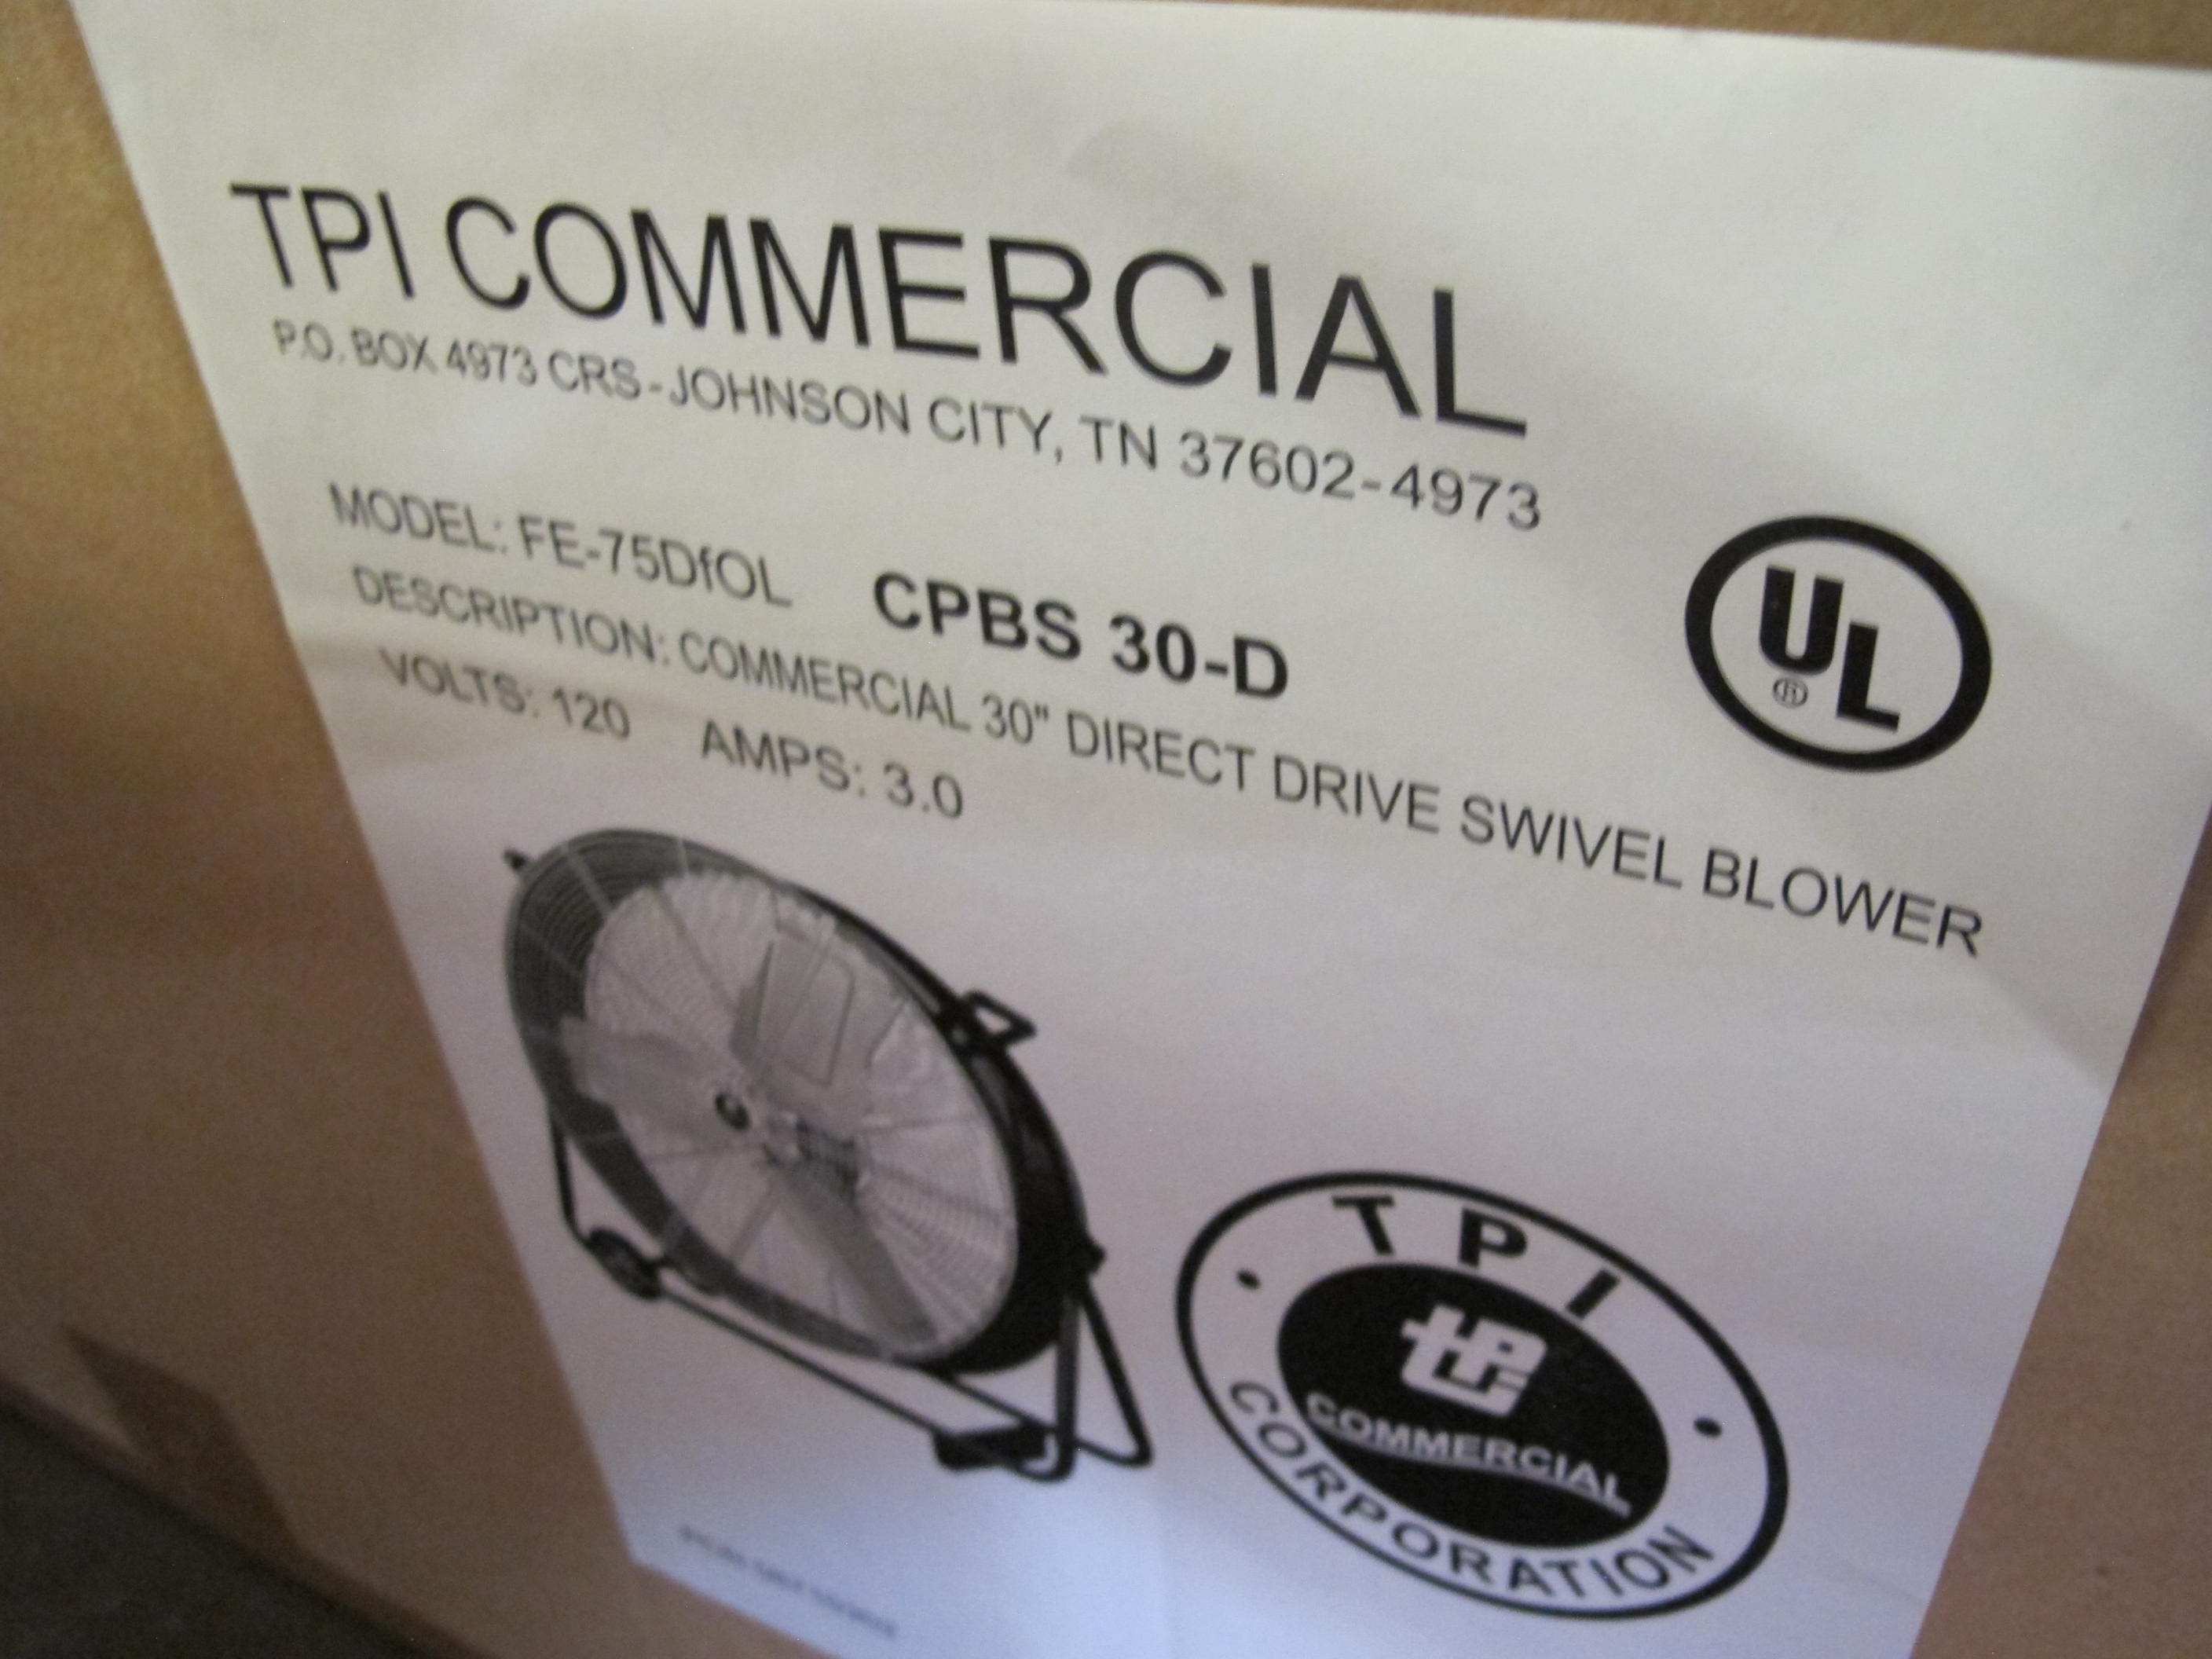 TPI COMMERCIAL
P.O. BOX 4973 CRS-JOHNSON CITY, TN 37602-4973
MODEL: FE-75DfOL CPBS 30-D
DESCRIPTION: COMMERCIAL 30" DIRECT DRIVE SWIVEL BLOWER
VOLTS: 120 AMPS: 3.0
UL
®
TPI
tpi
COMMERCIAL
CORPORATION